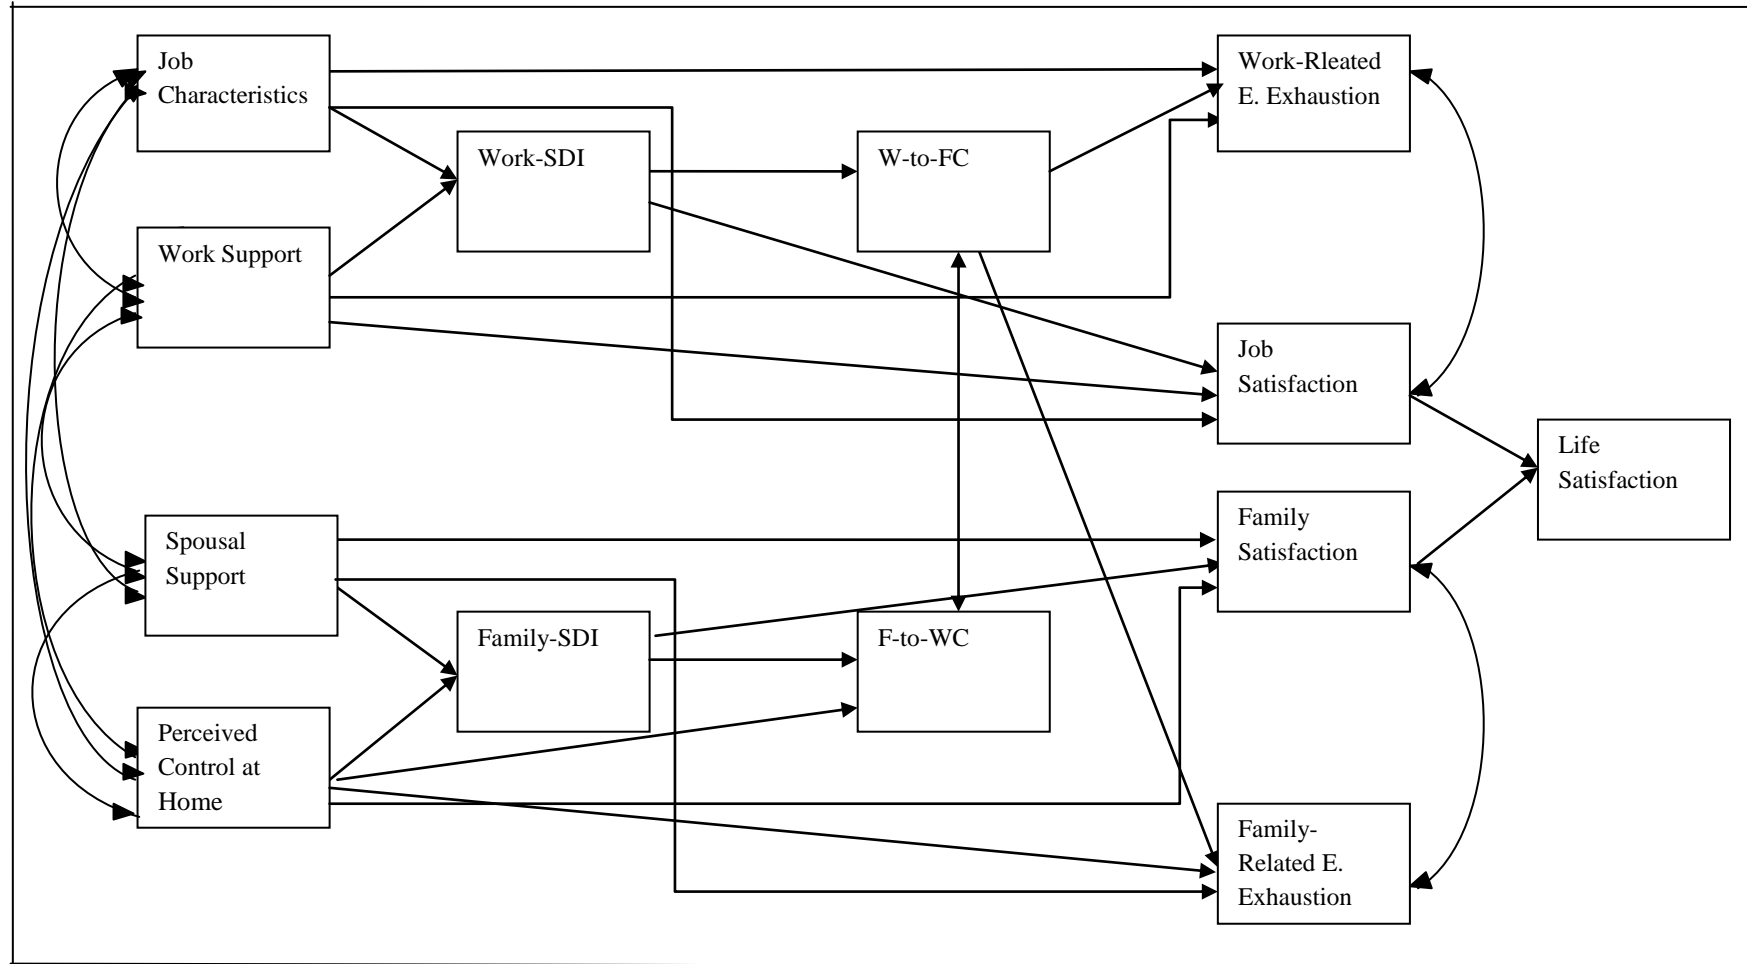 Job
Characteristics
Work-Rleated
E. Exhaustion
Work-SDI
W-to-FC
Work Support
Job
Satisfaction
Life
Satisfaction
Family
Satisfaction
Spousal
Support
Family-SDI
F-to-WC
Perceived
Control at
Home
Family-
Related E.
Exhaustion